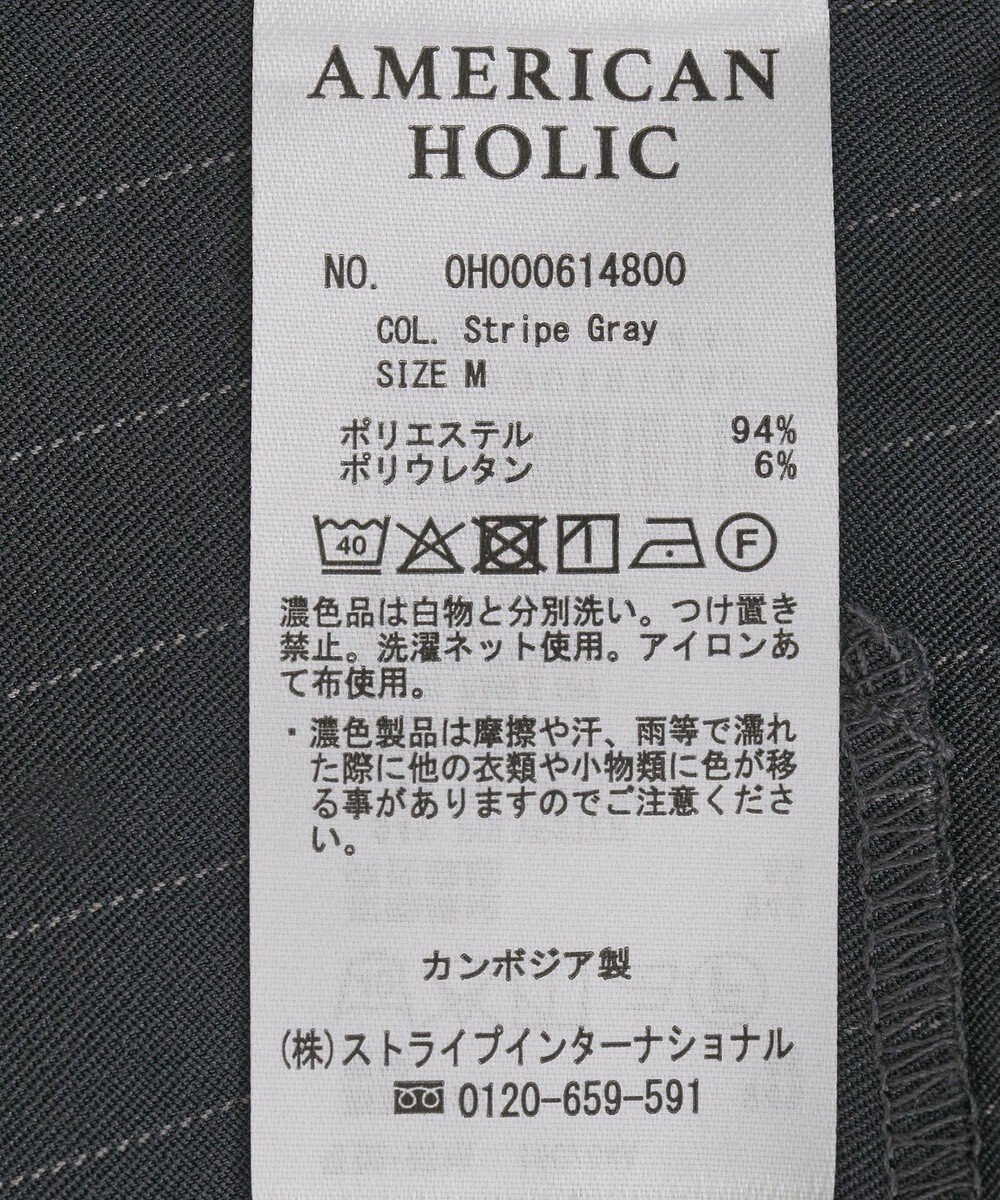 AMERICAN
HOLIC
NO. 0H000614800
COL. Stripe Gray
SIZE M
ポリエステル 94%
ポリウレタン 6%
40 F
濃色品は白物と分別洗い。つけ置き
禁止。洗濯ネット使用。アイロンあ
て布使用。
・濃色製品は摩擦や汗、雨等で濡れ
た際に他の衣類や小物類に色が移
る事がありますのでご注意くださ
い。
カンボジア製
(株)ストライプインターナショナル
0120-659-591